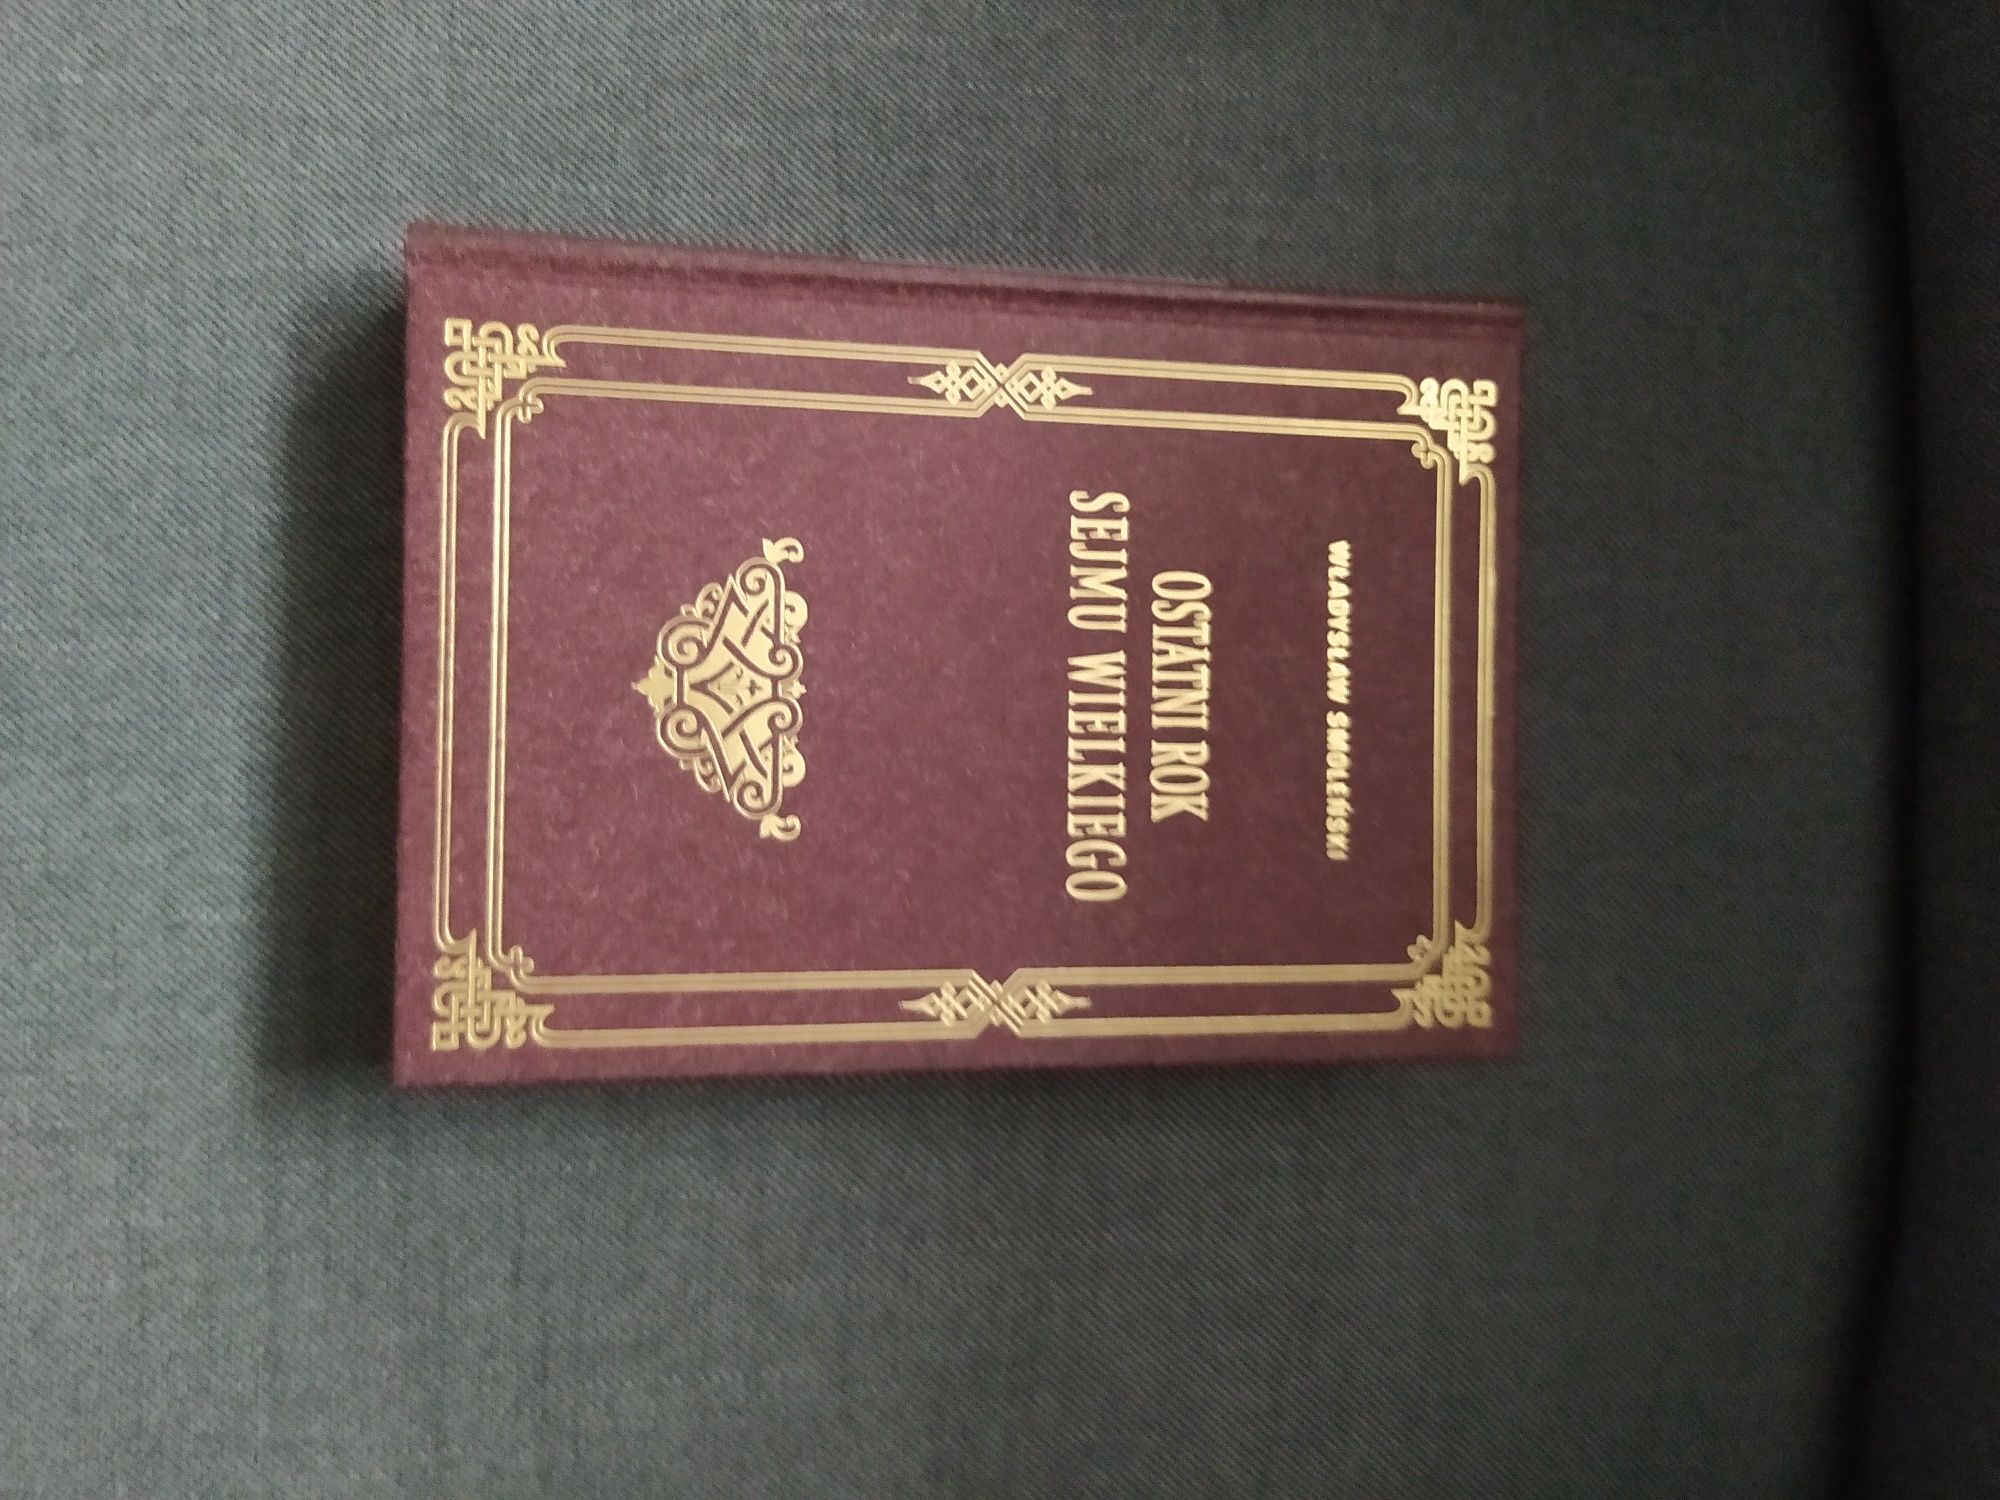 WŁADYSŁAW SMOLEŃSKI
OSTATNI ROK
SEJMU WIELKIEGO